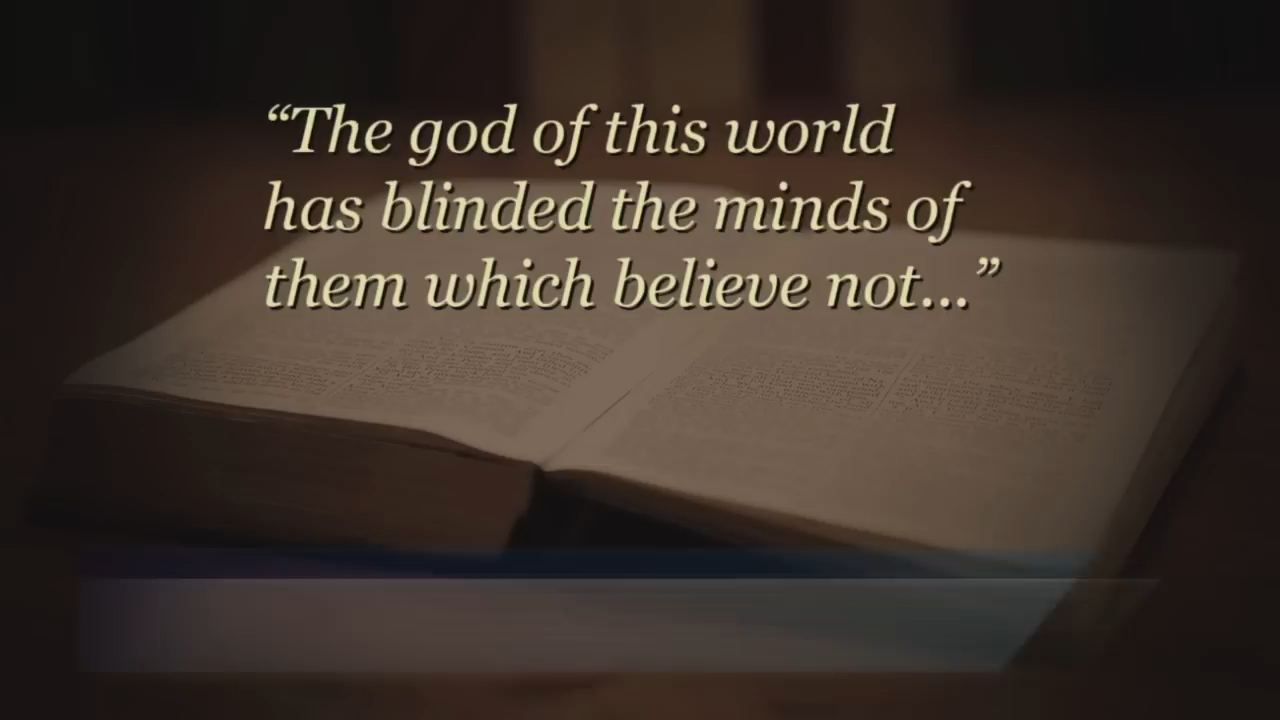 “The god of this world
has blinded the minds of
them which believe not...”